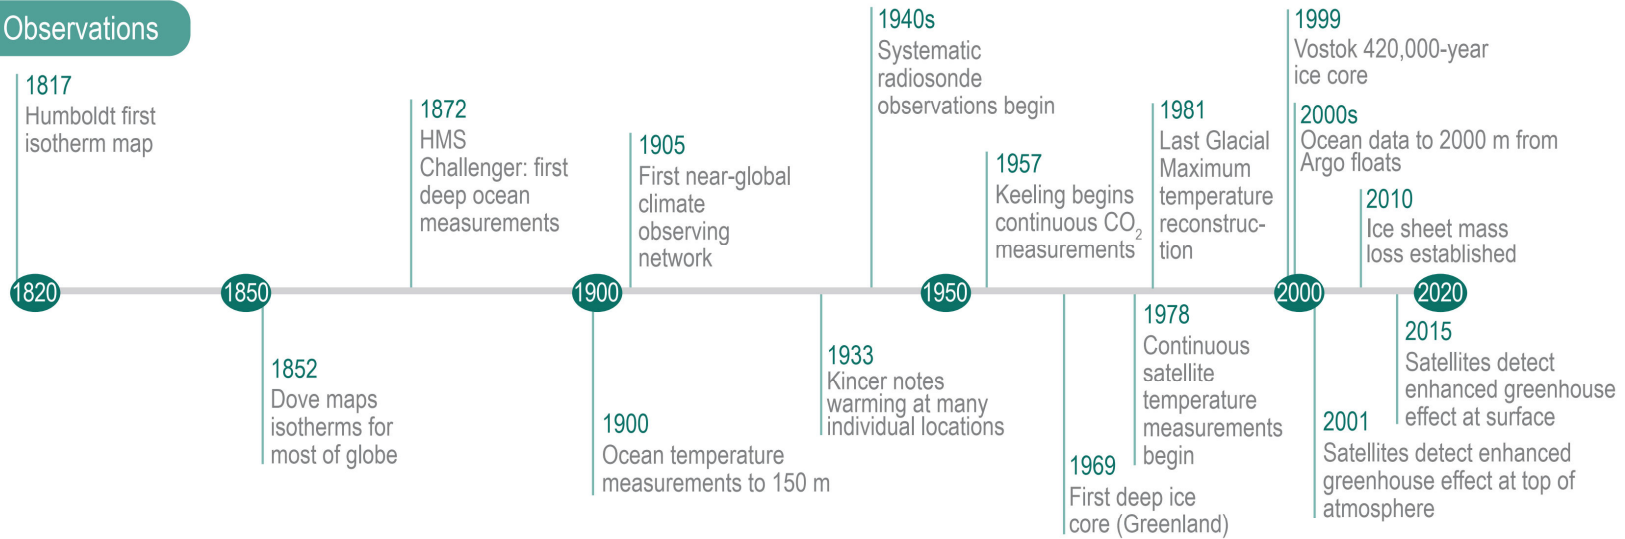 Observations
1817
Humboldt first
isotherm map
1872
HMS
Challenger: first
deep ocean
measurements
1905
First near-global
climate
observing
network
1940s
Systematic
radiosonde
observations begin
1957
Keeling begins
continuous CO₂
measurements
1981
Last Glacial
Maximum
temperature
reconstruc-
tion
1999
Vostok 420,000-year
ice core
2000s
Ocean data to 2000 m from
Argo floats
2010
Ice sheet mass
loss established
1820
1850
1900
1950
2000
2020
1852
Dove maps
isotherms for
most of globe
1900
Ocean temperature
measurements to 150 m
1933
Kincer notes
warming at many
individual locations
1969
First deep ice
core (Greenland)
1978
Continuous
satellite
temperature
measurements
begin
2001
Satellites detect enhanced
greenhouse effect at top of
atmosphere
2015
Satellites detect
enhanced greenhouse
effect at surface